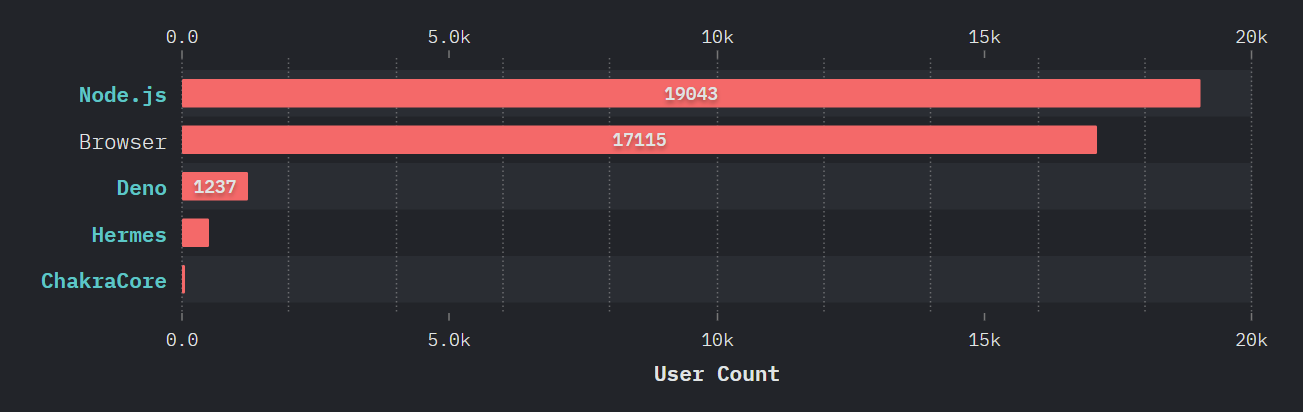 0.0 5.0k 10k 15k 20k
Node.js 19043
Browser 17115
Deno 1237
Hermes
ChakraCore
0.0 5.0k 10k 15k 20k
User Count